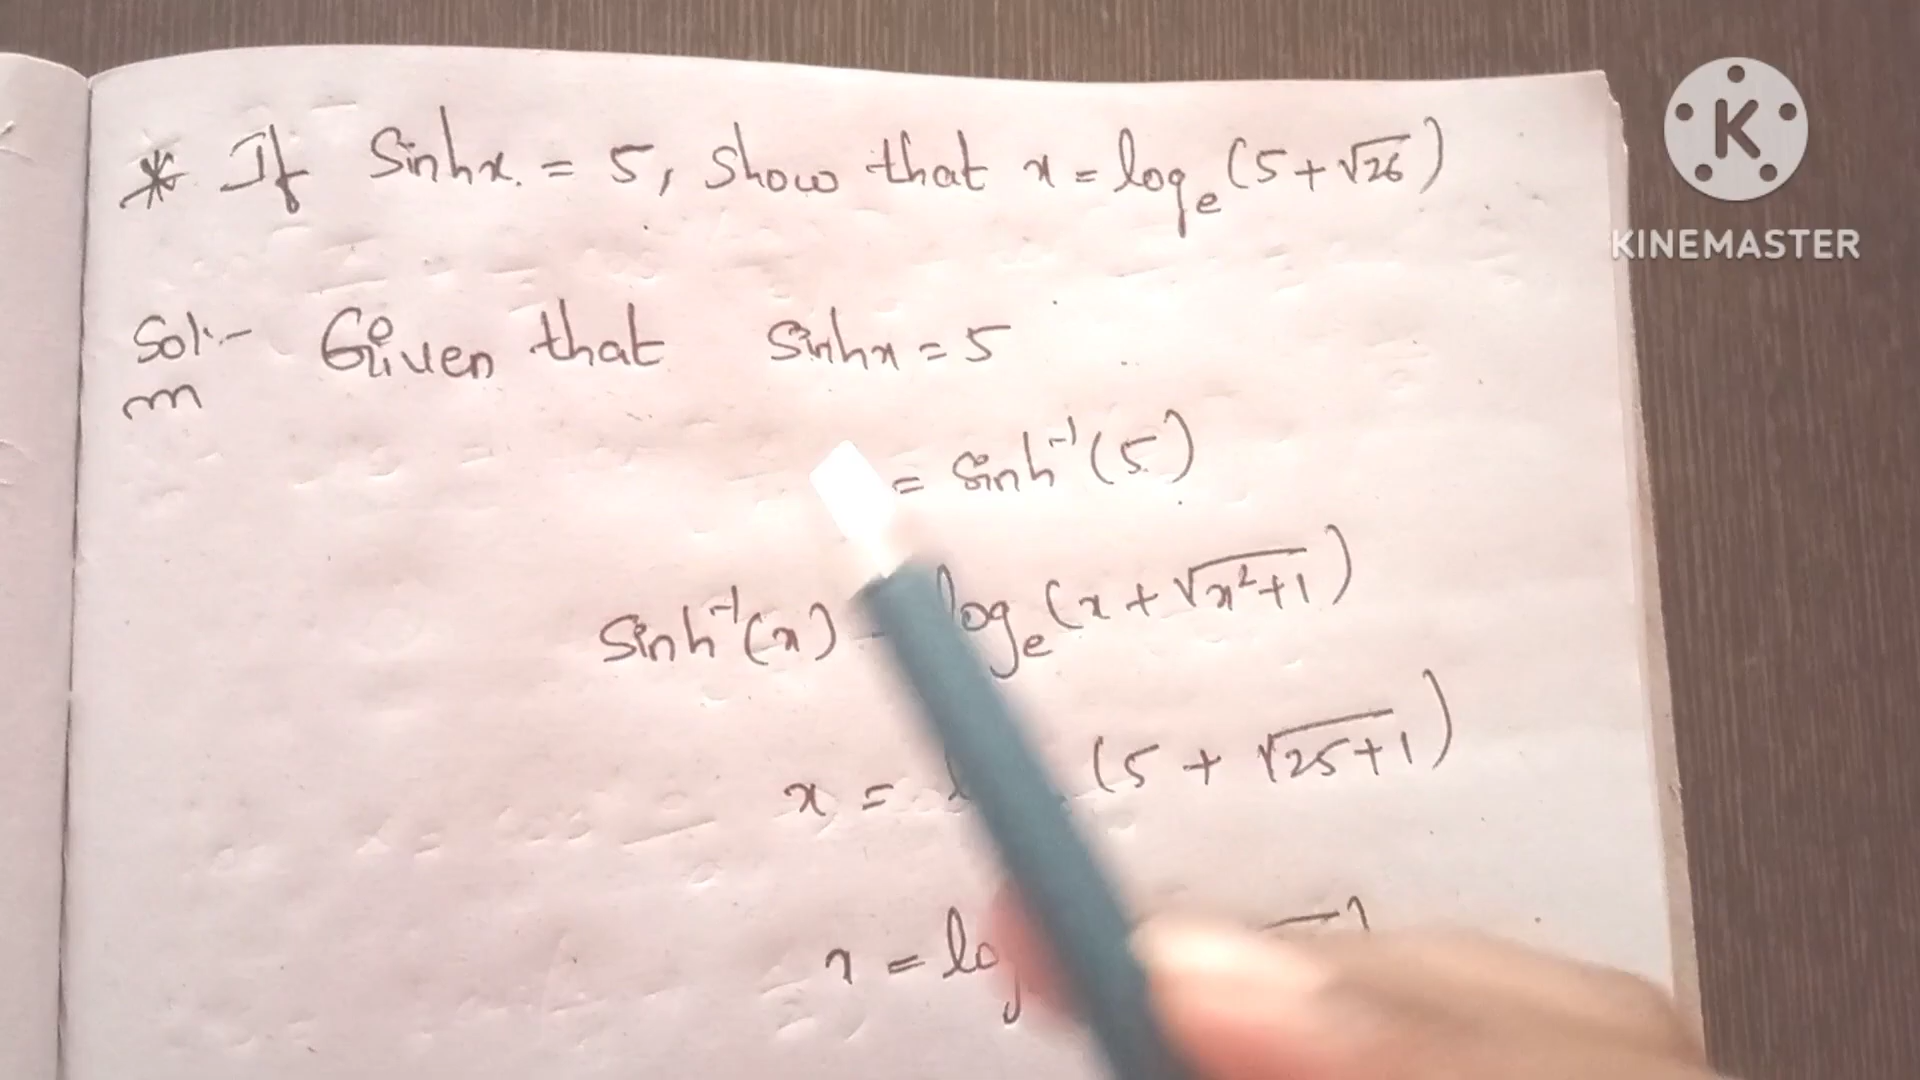 * If Sinhx = 5, Show that x = logₑ (5 + √26)
K
KINEMASTER
Sol:- Given that Sinhx = 5
= Sinh⁻¹(5)
Sinh⁻¹(x) = logₑ (x + √x²+1)
x = (5 + √25+1)
x = log